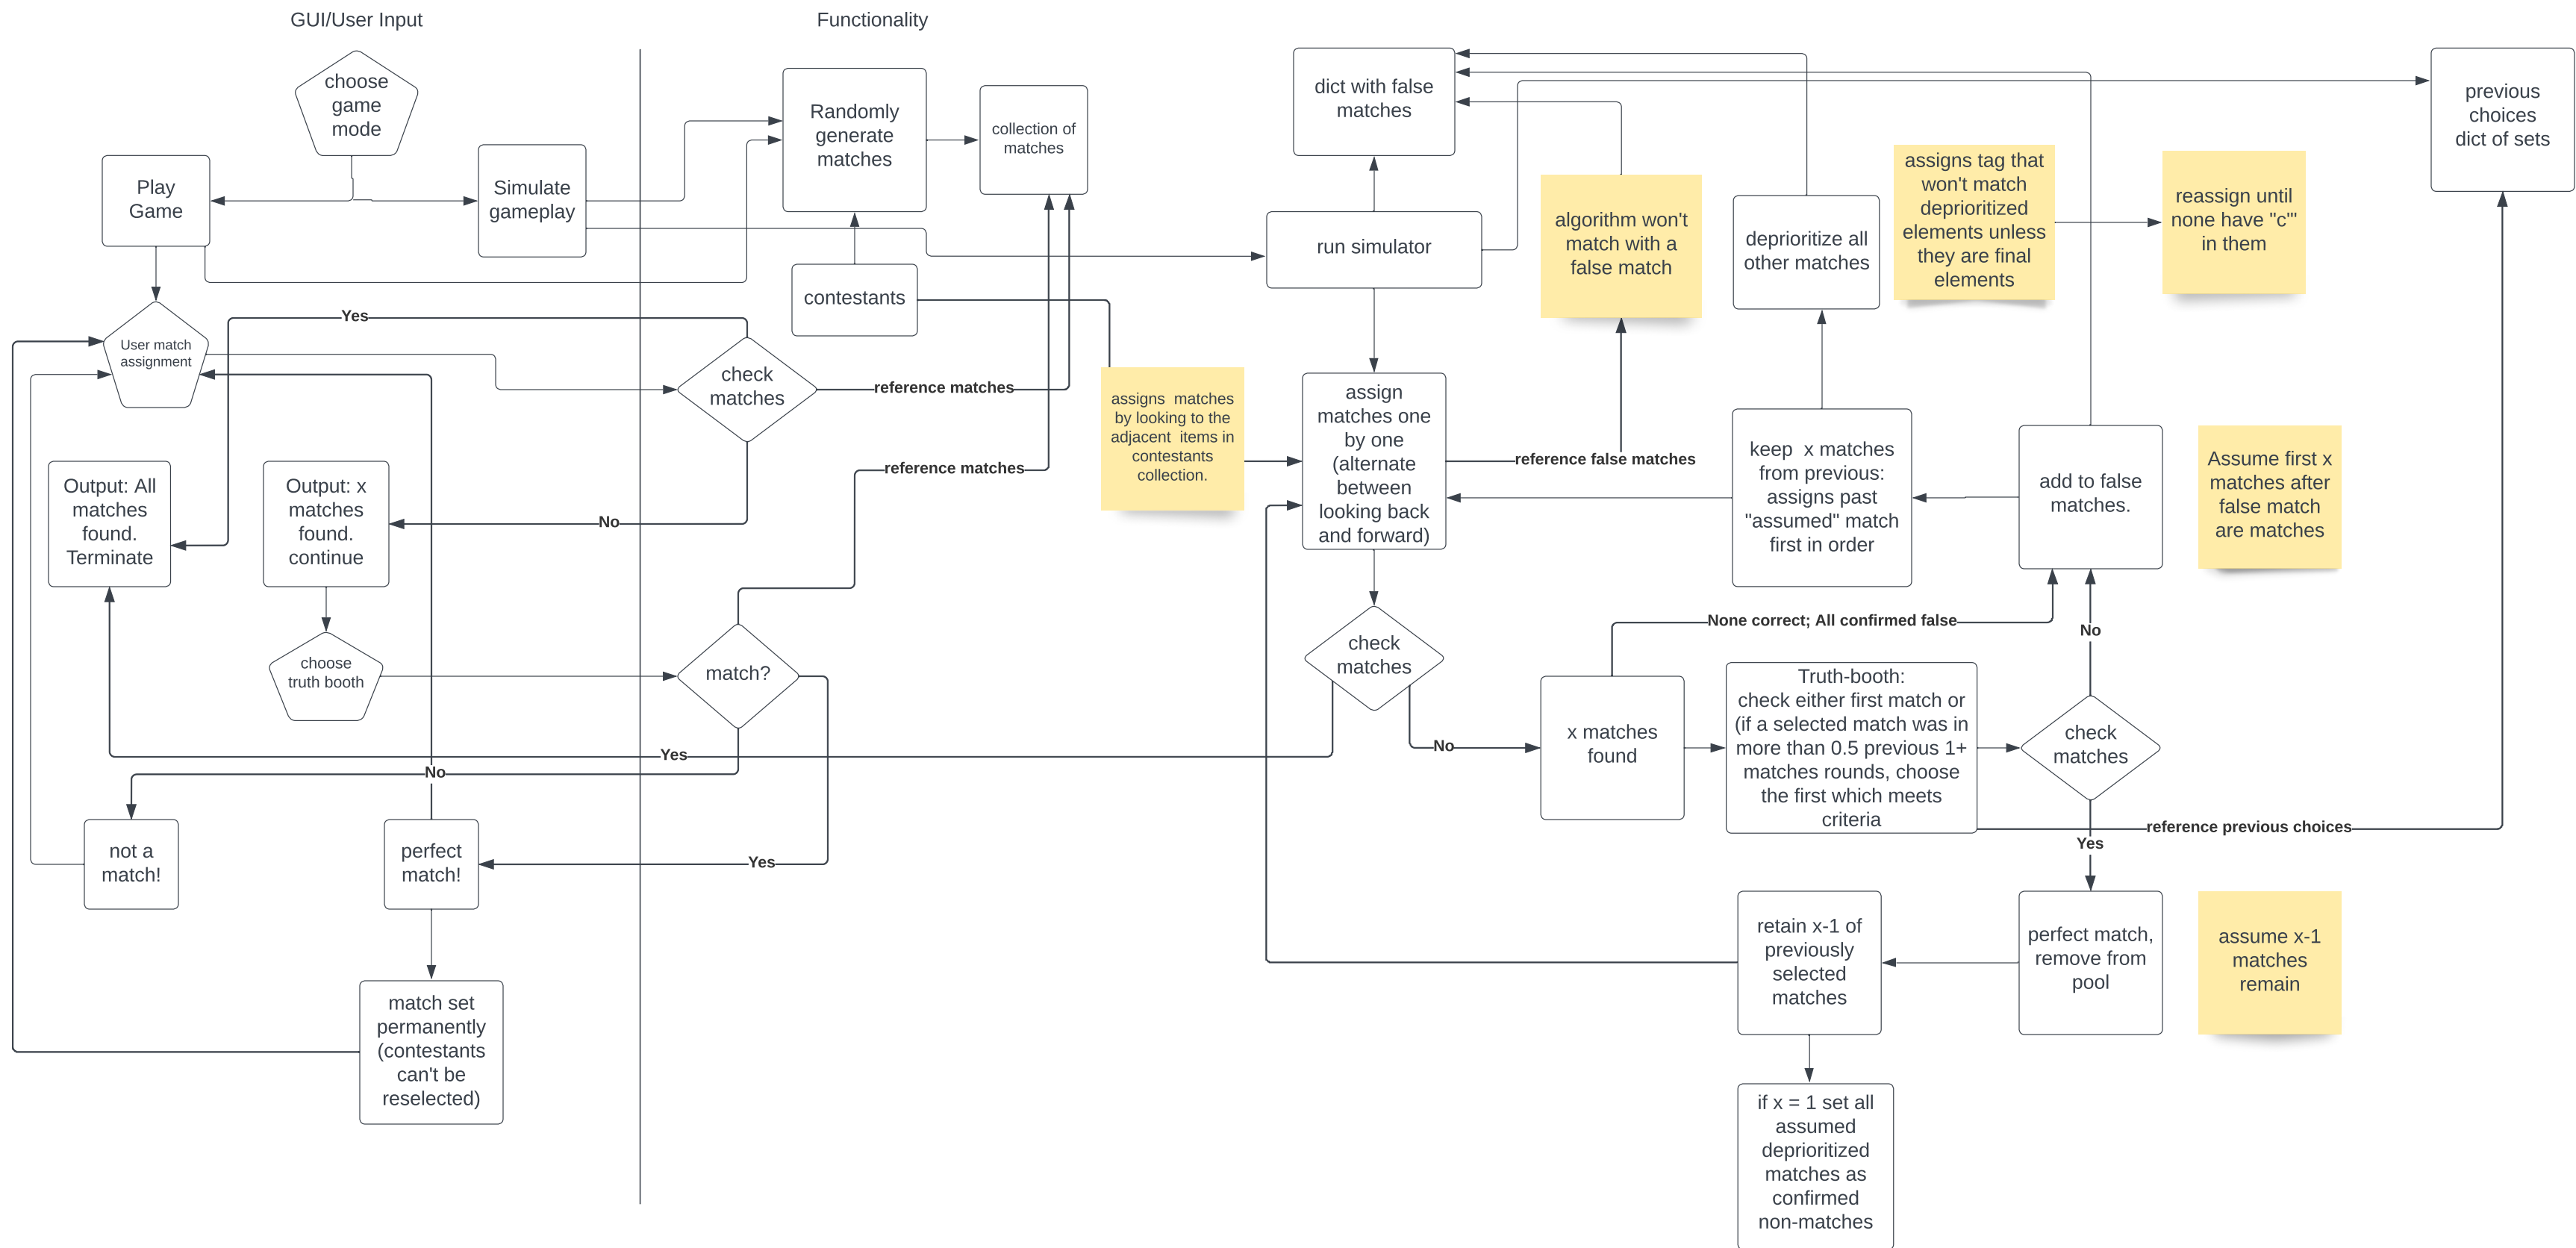 GUI/User Input
Functionality
choose
game
mode
Play
Game
Simulate
gameplay
Randomly
generate
matches
collection of
matches
contestants
dict with false
matches
run simulator
previous
choices
dict of sets
algorithm won't
match with a
false match
deprioritize all
other matches
assigns tag that
won't match
deprioritized
elements unless
they are final
elements
reassign until
none have "c'"
in them
User match
assignment
Yes
check
matches
reference matches
assigns matches
by looking to the
adjacent items in
contestants
collection.
assign
matches one
by one
(alternate
between
looking back
and forward)
reference false matches
keep x matches
from previous:
assigns past
"assumed" match
first in order
add to false
matches.
Assume first x
matches after
false match
are matches
Output: All
matches
found.
Terminate
Output: x
matches
found.
continue
No
reference matches
choose
truth booth
match?
check
matches
None correct; All confirmed false
No
x matches
found
Truth-booth:
check either first match or
(if a selected match was in
more than 0.5 previous 1+
matches rounds, choose
the first which meets
criteria
check
matches
No
Yes
No
reference previous choices
Yes
not a
match!
perfect
match!
Yes
match set
permanently
(contestants
can't be
reselected)
retain x-1 of
previously
selected
matches
perfect match,
remove from
pool
assume x-1
matches
remain
if x = 1 set all
assumed
deprioritized
matches as
confirmed
non-matches